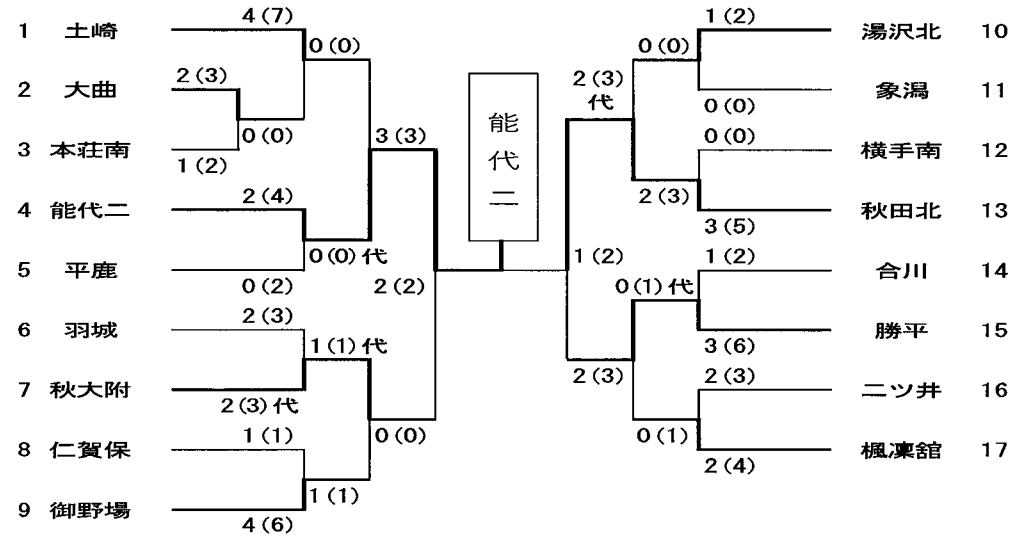 4(7)
1(2)
1 土崎
湯沢北 10
0(0)
0(0)
2(3)
2(3)
代
2 大曲
象潟 11
0(0)
能代二
0(0)
3(3)
0(0)
3 本荘南
横手南 12
1(2)
2(4)
2(3)
4 能代二
秋田北 13
3(5)
0(0)代
1(2)
1(2)
5 平鹿
合川 14
0(2)
2(2)
0(1)代
2(3)
6 羽城
勝平 15
1(1)代
3(6)
2(3)
2(3)
7 秋大附
二ツ井 16
2(3)代
1(1)
0(0)
0(1)
8 仁賀保
楓凜舘 17
2(4)
1(1)
9 御野場
4(6)